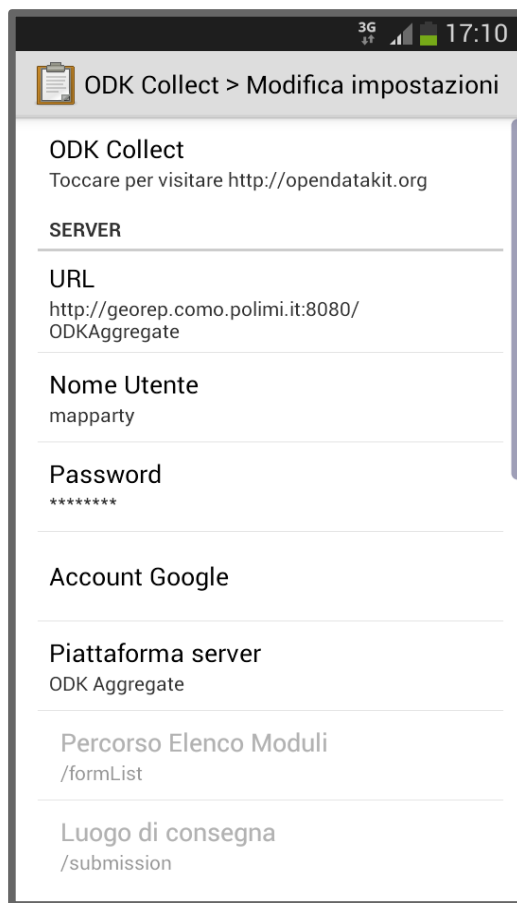 3G 17:10
ODK Collect > Modifica impostazioni
ODK Collect
Toccare per visitare http://opendatakit.org
SERVER
URL
http://georep.como.polimi.it:8080/
ODKAggregate
Nome Utente
mapparty
Password
********
Account Google
Piattaforma server
ODK Aggregate
Percorso Elenco Moduli
/formList
Luogo di consegna
/submission